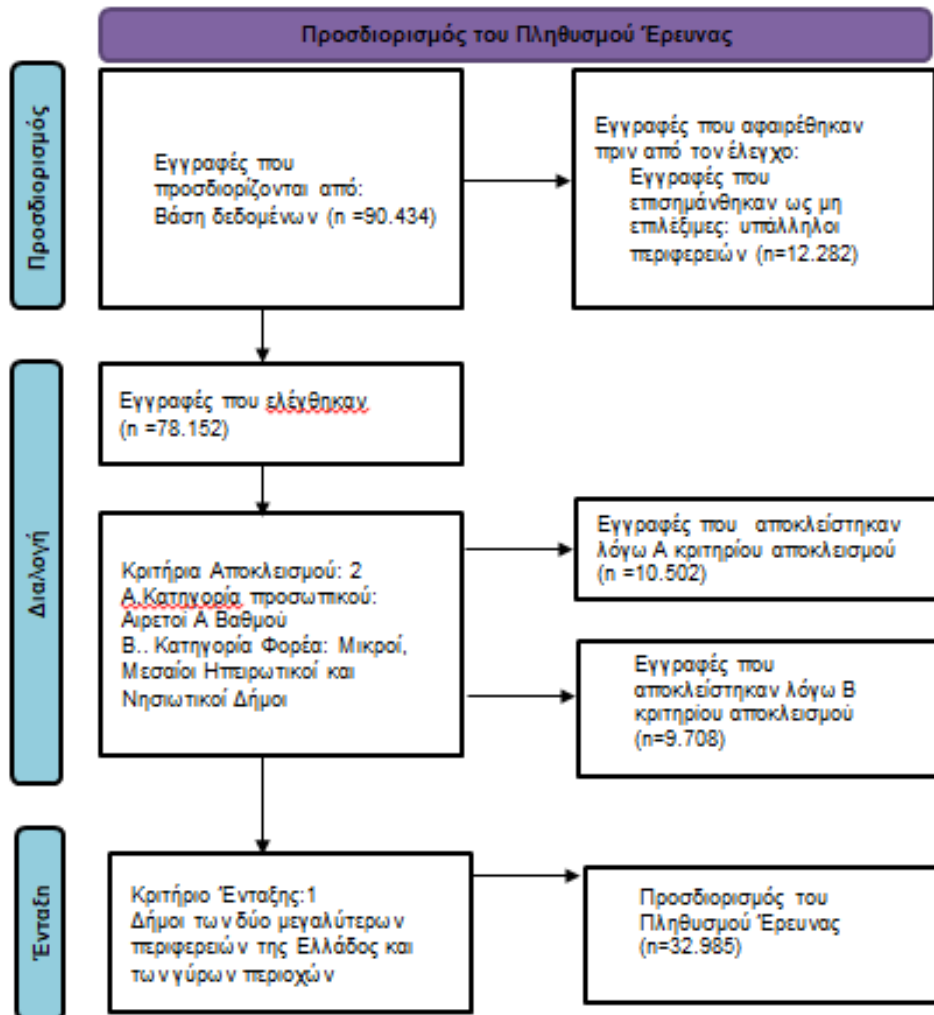 Προσδιορισμός του Πληθυσμού Έρευνας
Προσδιορισμός
Εγγραφές που
προσδιορίζονται από:
Βάση δεδομένων (n =90.434)
Εγγραφές που αφαιρέθηκαν
πριν από τον έλεγχο:
Εγγραφές που
επισημάνθηκαν ως μη
επιλέξιμες: υπάλληλοι
περιφερειών (n=12.282)
Διαλογή
Εγγραφές που ελέγχθηκαν
(n =78.152)
Κριτήρια Αποκλεισμού: 2
Α.Κατηγορία προσωπικού:
Αιρετοί Α Βαθμού
Β.. Κατηγορία Φορέα: Μικροί,
Μεσαίοι Ηπειρωτικοί και
Νησιωτικοί Δήμοι
Εγγραφές που αποκλείστηκαν
λόγω Α κριτηρίου αποκλεισμού
(n =10.502)
Εγγραφές που
αποκλείστηκαν λόγω Β
κριτηρίου αποκλεισμού
(n=9.708)
Ένταξη
Κριτήριο Ένταξης:1
Δήμοι των δύο μεγαλύτερων
περιφερειών της Ελλάδος και
των γύρων περιοχών
Προσδιορισμός του
Πληθυσμού Έρευνας
(n=32.985)